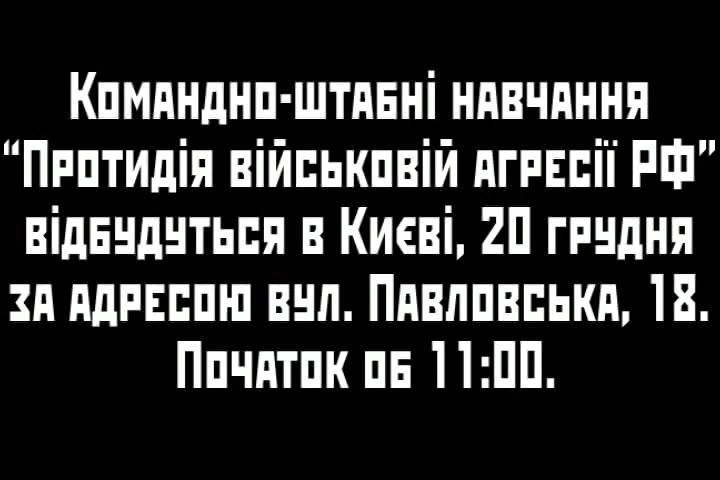 Командно-штабні навчання
“Протидія військовій агресії РФ”
відбудуться в Києві, 20 грудня
за адресою вул. Павловська, 18.
Початок об 11:00.